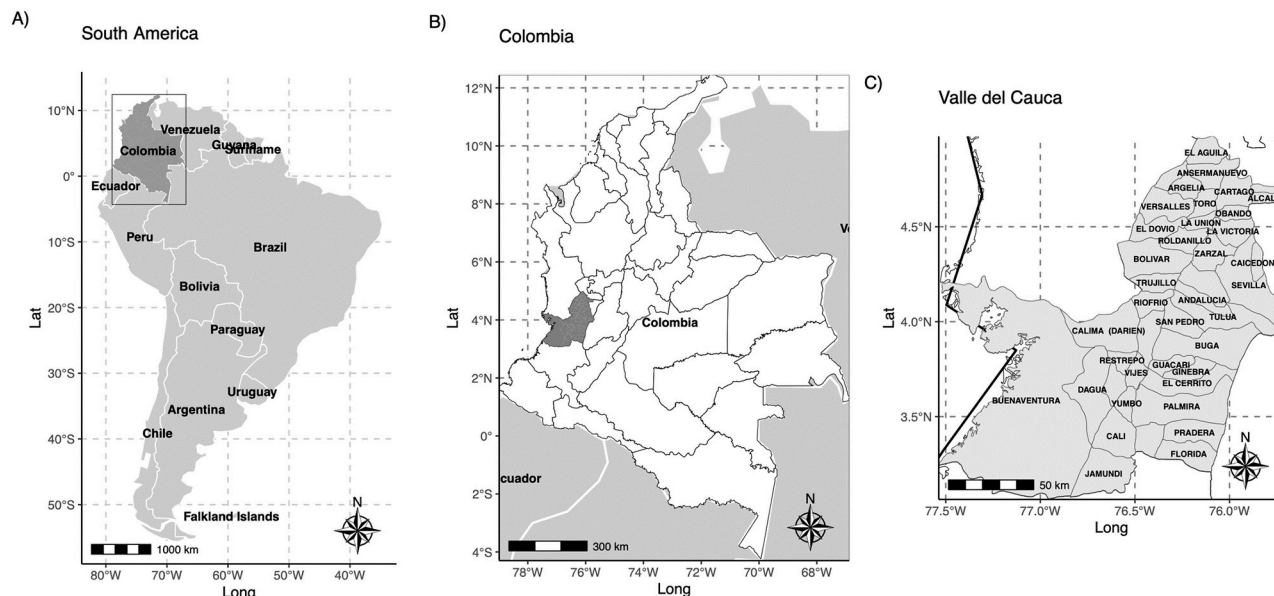 A)
South America
10°N
0°
10°S
20°S
30°S
40°S
50°S
Lat
Venezuela
Guyana
Suriname
Colombia
Ecuador
Peru
Brazil
Bolivia
Paraguay
Uruguay
Argentina
Chile
Falkland Islands
N
1000 km
80°W 70°W 60°W 50°W 40°W
Long
B)
Colombia
12°N
10°N
8°N
6°N
4°N
2°N
0°
2°S
4°S
Lat
Ve
Colombia
cuador
N
300 km
78°W 76°W 74°W 72°W 70°W 68°W
Long
C)
Valle del Cauca
4.5°N
4.0°N
3.5°N
Lat
EL AGUILA
ANSERMANUEVO
ARGELIA
CARTAGO
ALCAL
VERSALLES
TORO
OBANDO
LA UNION
EL DOVIO
LA VICTORIA
ROLDANILLO
BOLIVAR
ZARZAL
CAICEDON
SEVILLA
TRUJILLO
RIOFRIO
ANDALUCIA
TULUA
SAN PEDRO
CALIMA (DARIEN)
BUGA
RESTREPO
GUACARI
VIJES
GINEBRA
EL CERRITO
DAGUA
BUENAVENTURA
YUMBO
PALMIRA
CALI
PRADERA
FLORIDA
JAMUNDI
N
50 km
77.5°W 77.0°W 76.5°W 76.0°W
Long